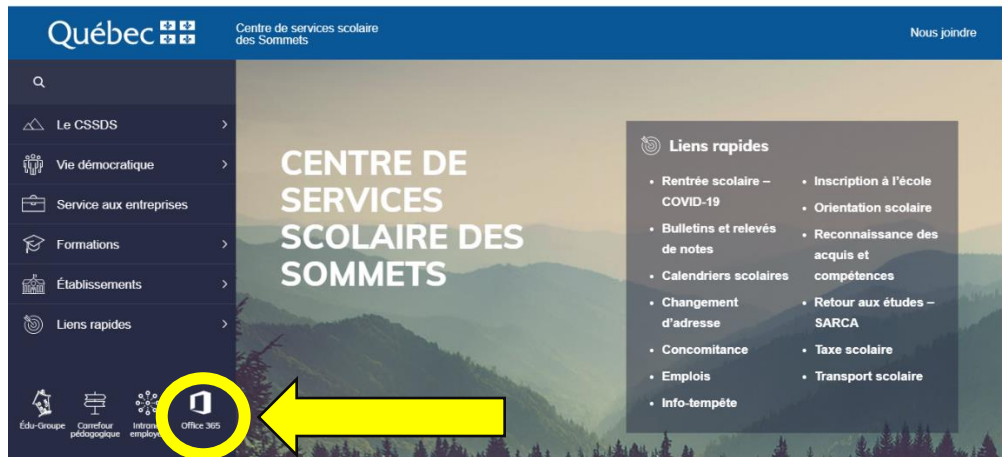 Québec
Centre de services scolaire
des Sommets
Nous joindre
Le CSSDS
Vie démocratique
Service aux entreprises
Formations
Établissements
Liens rapides
Édu-Groupe
Carrefour
pédagogique
Office 365
CENTRE DE
SERVICES
SCOLAIRE DES
SOMMETS
Liens rapides
• Rentrée scolaire –
COVID-19
• Bulletins et relevés
de notes
• Calendriers scolaires
• Changement
d'adresse
• Concomitance
• Emplois
• Info-tempête
• Inscription à l'école
• Orientation scolaire
• Reconnaissance des
acquis et
compétences
• Retour aux études –
SARCA
• Taxe scolaire
• Transport scolaire